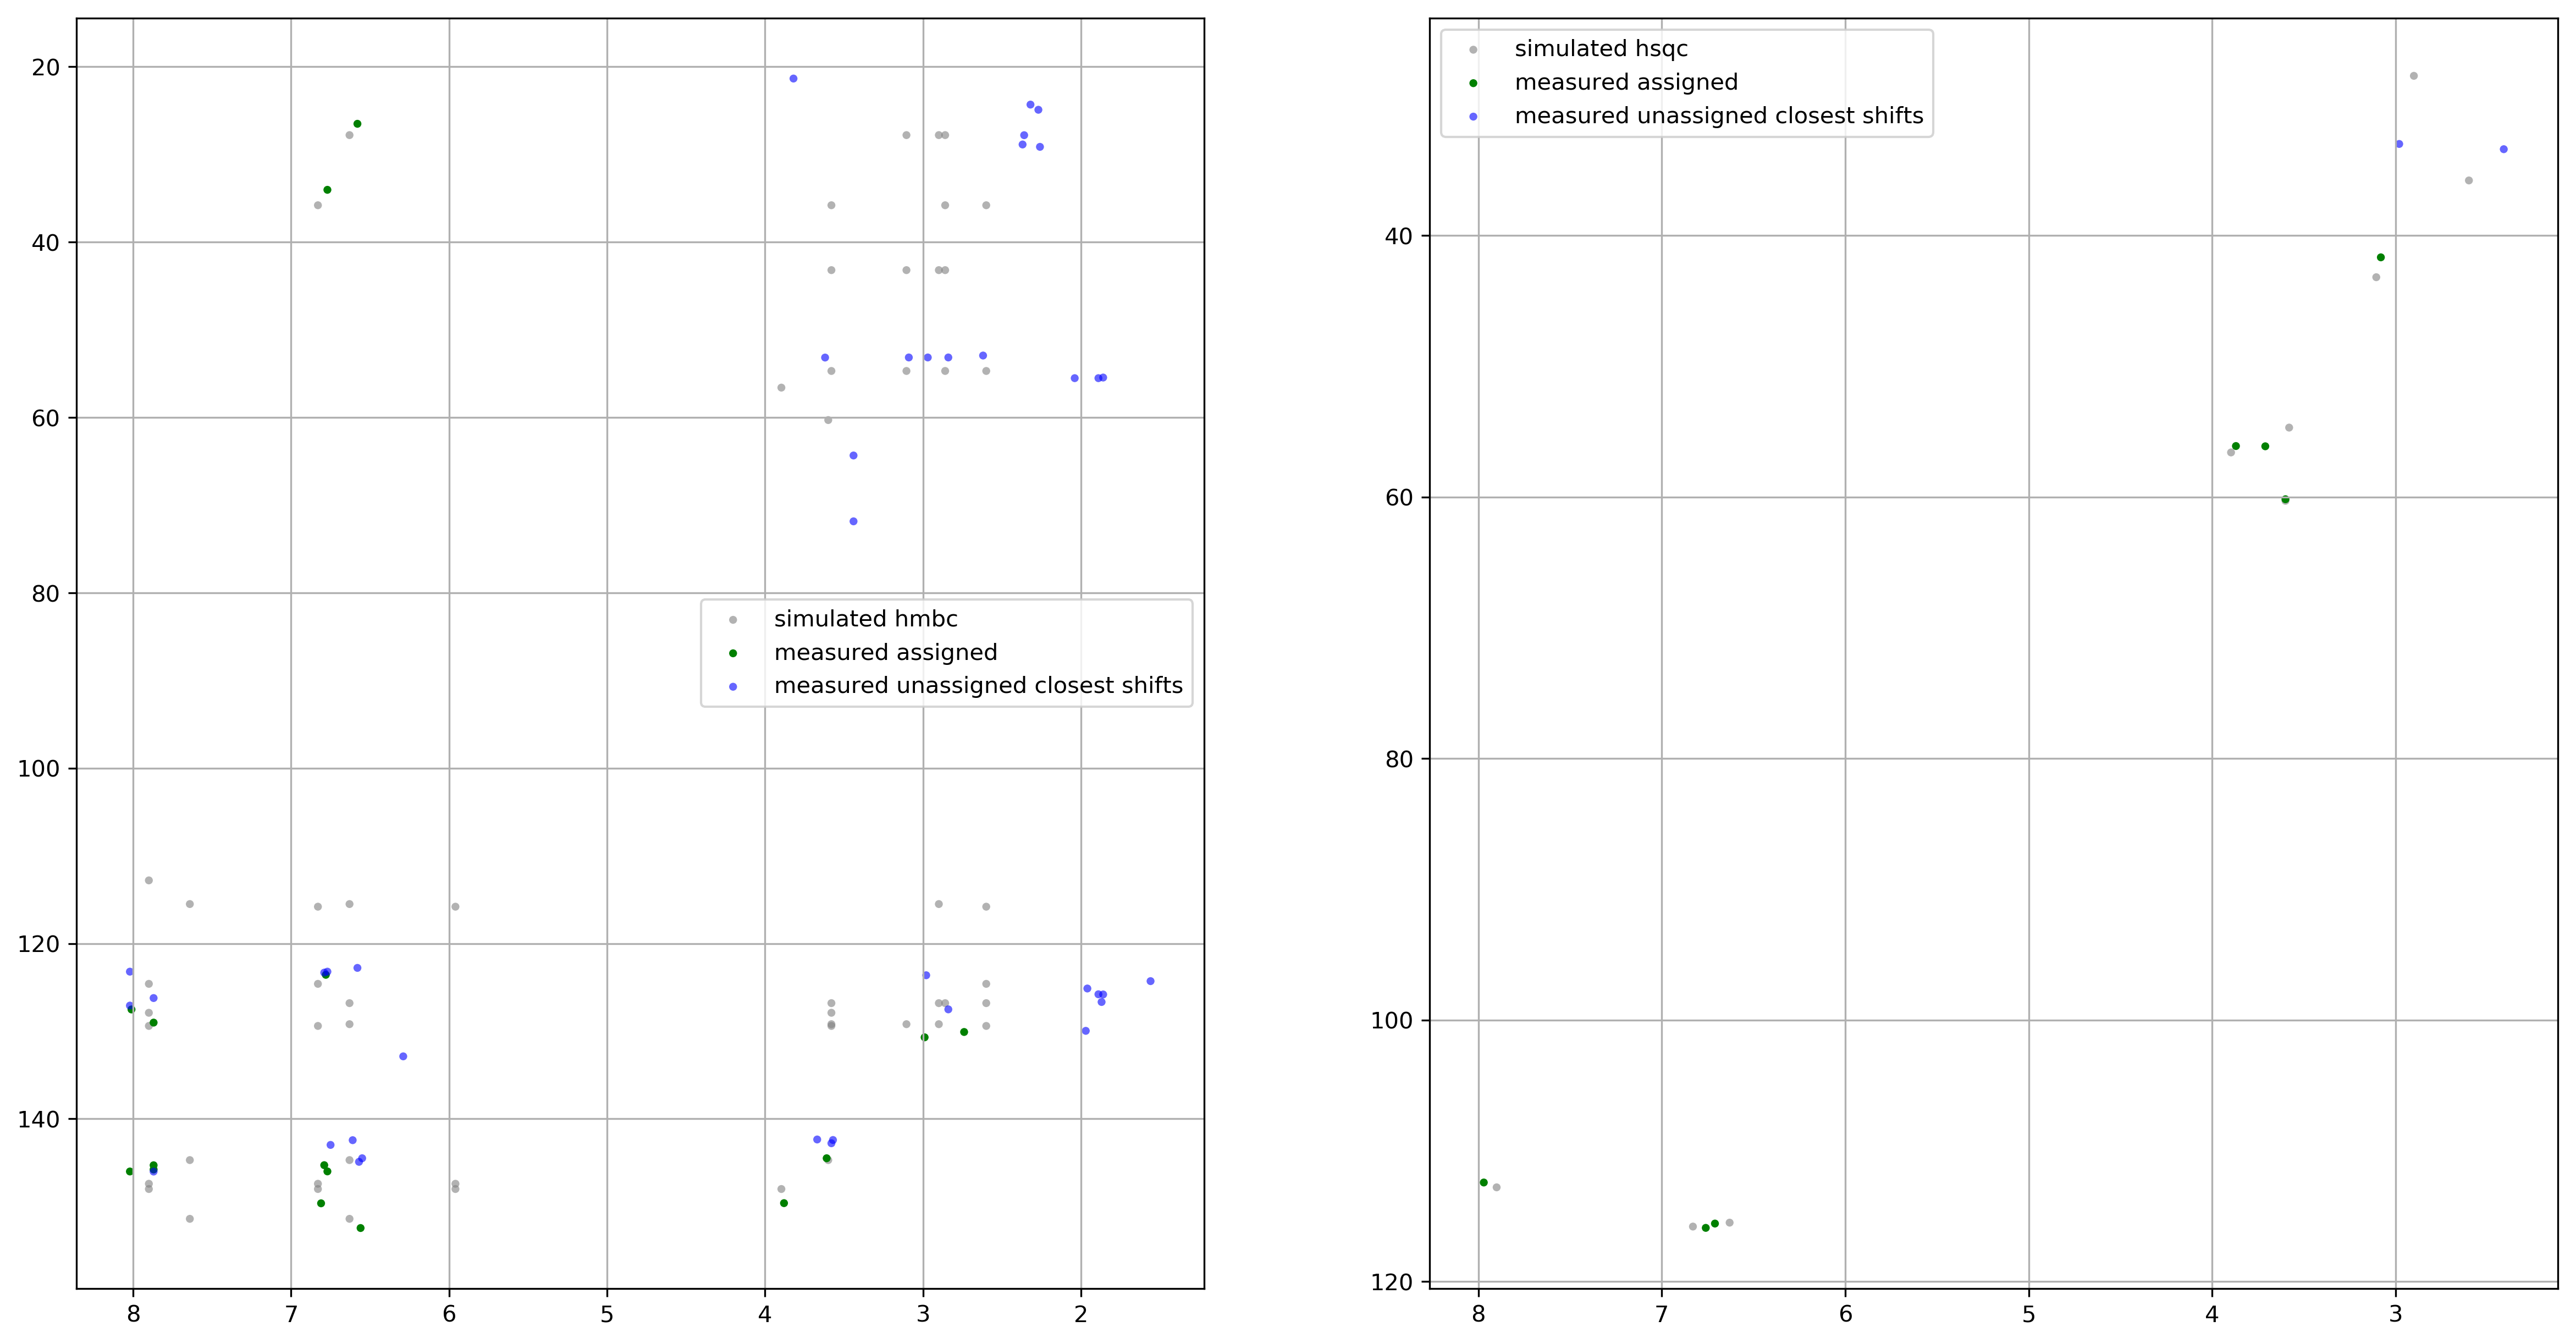 20
40
60
80
100
120
140
8 7 6 5 4 3 2
simulated hmbc
measured assigned
measured unassigned closest shifts
simulated hsqc
measured assigned
measured unassigned closest shifts
40
60
80
100
120
8 7 6 5 4 3